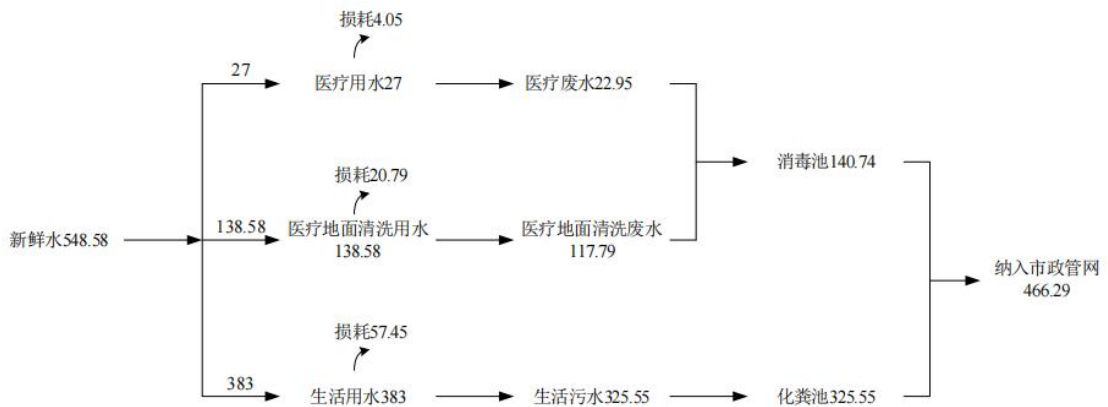 损耗4.05
27
医疗用水27
医疗废水22.95
消毒池140.74
损耗20.79
新鲜水548.58
138.58
医疗地面清洗用水
138.58
医疗地面清洗废水
117.79
纳入市政管网
466.29
损耗57.45
383
生活用水383
生活污水325.55
化粪池325.55